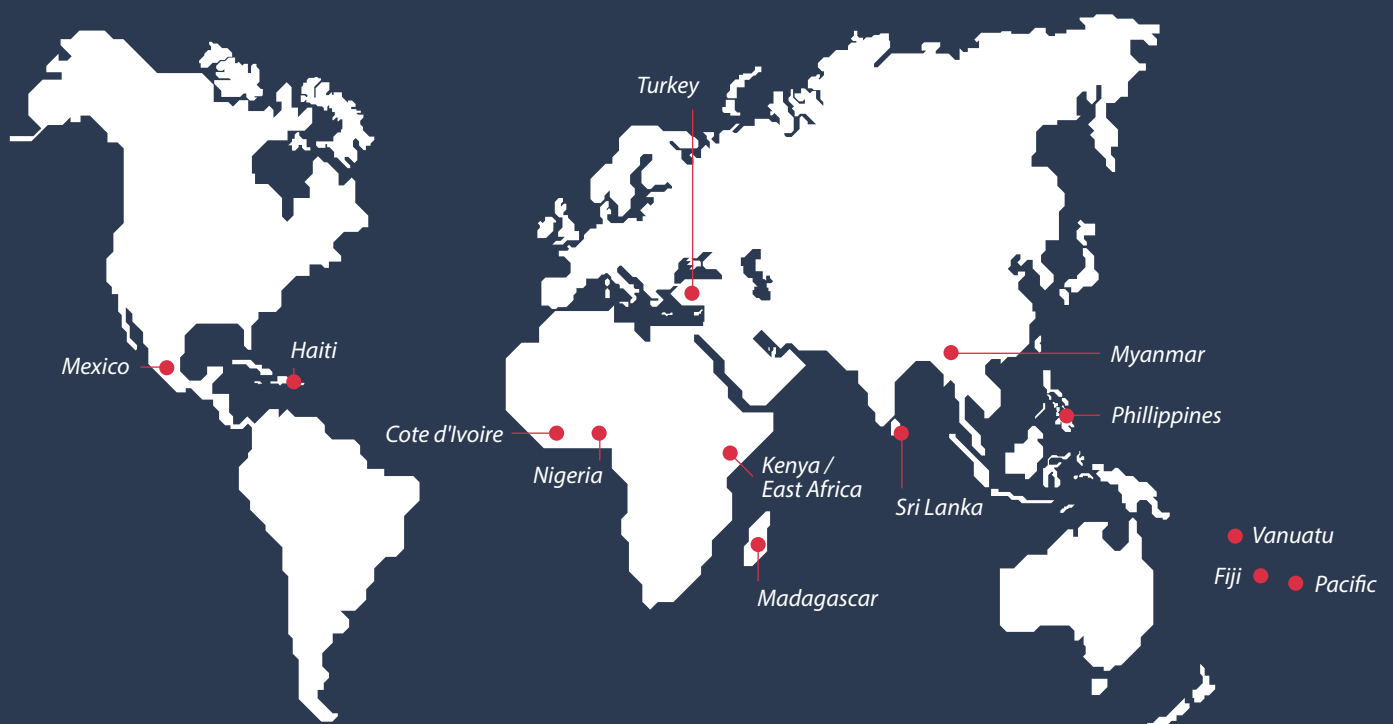 Turkey
Haiti
Mexico
Myanmar
Phillippines
Cote d'Ivoire
Nigeria
Kenya /
East Africa
Sri Lanka
Vanuatu
Fiji
Pacific
Madagascar